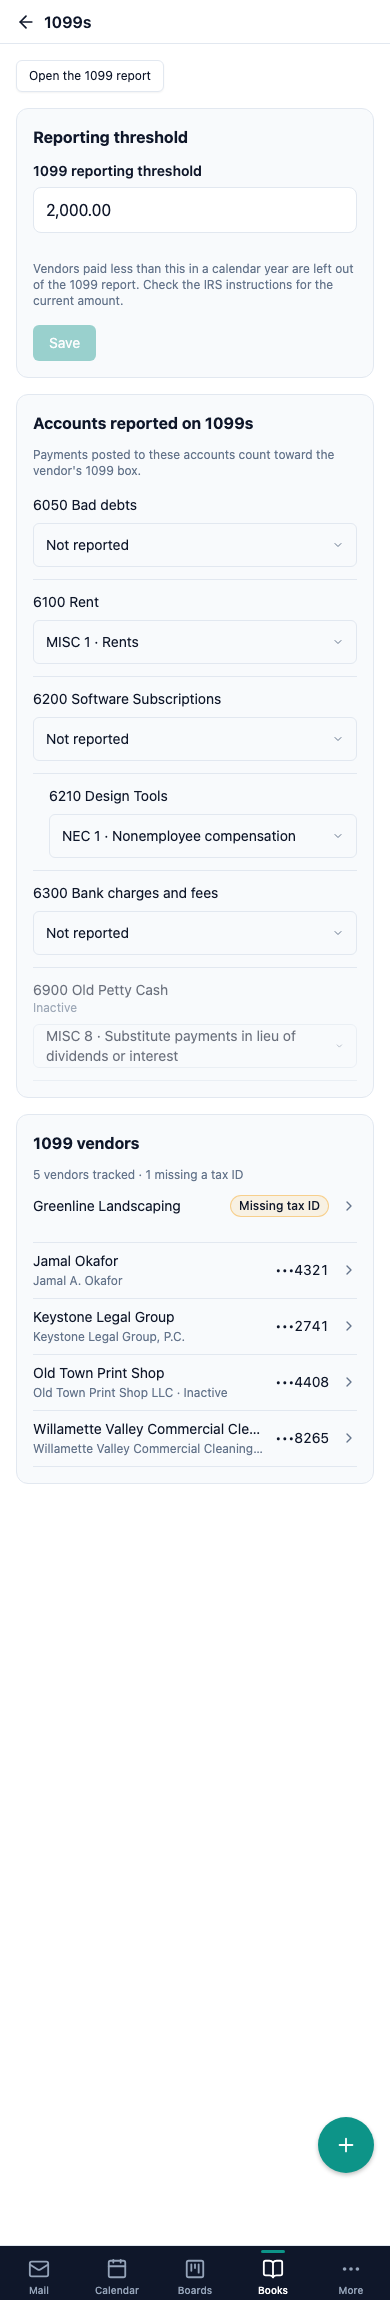 1099s
Open the 1099 report
Reporting threshold
1099 reporting threshold
2,000.00
Vendors paid less than this in a calendar year are left out
of the 1099 report. Check the IRS instructions for the
current amount.
Save
Accounts reported on 1099s
Payments posted to these accounts count toward the
vendor's 1099 box.
6050 Bad debts
Not reported
6100 Rent
MISC 1 · Rents
6200 Software Subscriptions
Not reported
6210 Design Tools
NEC 1 · Nonemployee compensation
6300 Bank charges and fees
Not reported
6900 Old Petty Cash
Inactive
MISC 8 · Substitute payments in lieu of
dividends or interest
1099 vendors
5 vendors tracked · 1 missing a tax ID
Greenline Landscaping Missing tax ID
Jamal Okafor •••4321
Jamal A. Okafor
Keystone Legal Group •••2741
Keystone Legal Group, P.C.
Old Town Print Shop •••4408
Old Town Print Shop LLC · Inactive
Willamette Valley Commercial Cle... •••8265
Willamette Valley Commercial Cleaning...
Mail Calendar Boards Books More